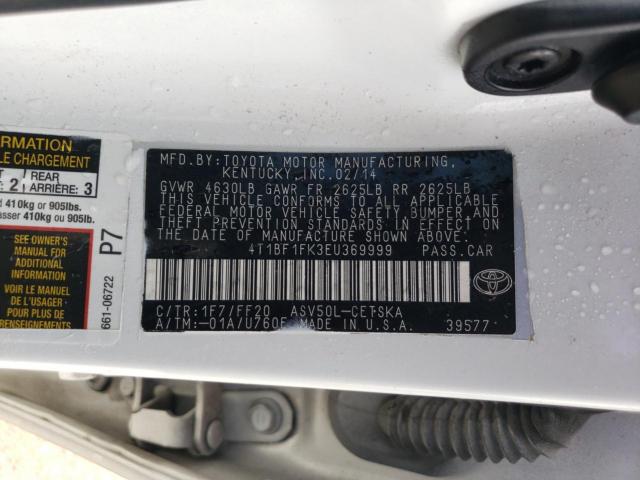 ORMATION
LE CHARGEMENT
2
REAR
ARRIÈRE: 3
d 410kg or 905lbs.
asser 410kg ou 905lb.
SEE OWNER'S
MANUAL FOR
ADDITIONAL
INFORMATION
Voir le manuel
de L'USAGER
pour plus de
renseignements
P7
661-06722
MFD.BY: TOYOTA MOTOR MANUFACTURING,
KENTUCKY, INC. 02/14
GVWR 4630LB GAWR FR 2625LB RR 2625LB
THIS VEHICLE CONFORMS TO ALL APPLICABLE
FEDERAL MOTOR VEHICLE SAFETY, BUMPER, AND
THEFT PREVENTION STANDARDS IN EFFECT ON
THE DATE OF MANUFACTURE SHOWN ABOVE.
4T1BF1FK3EU369999 PASS.CAR
C/TR: 1F7/FF20 ASV50L-CETSKA
A/TM:-01A/U760E MADE IN U.S.A. 39577